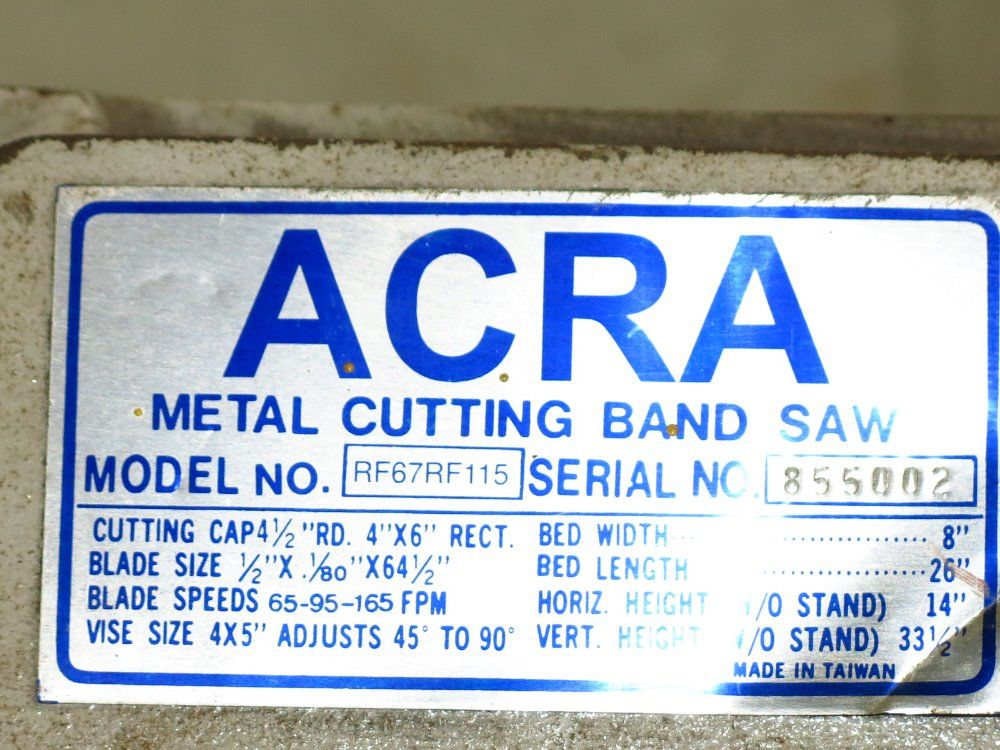 ACRA
METAL CUTTING BAND SAW
MODEL NO. RF67RF115 SERIAL NO. 855002
CUTTING CAP 4½"RD. 4"X6" RECT. BED WIDTH 8"
BLADE SIZE ½"X .1/80"X64½" BED LENGTH 26"
BLADE SPEEDS 65-95-165 FPM HORIZ. HEIGHT /O STAND) 14"
VISE SIZE 4X5" ADJUSTS 45° TO 90° VERT. HEIGHT /O STAND) 33½"
MADE IN TAIWAN